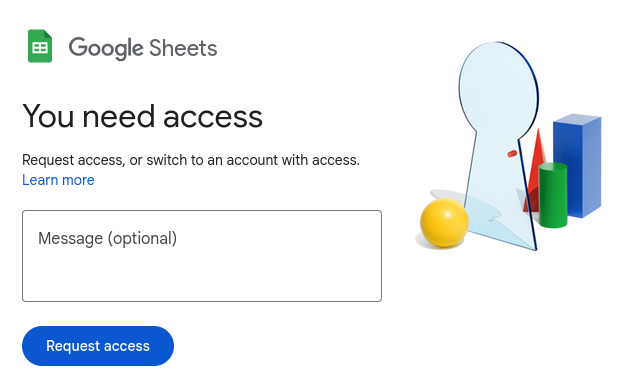 Google Sheets
You need access
Request access, or switch to an account with access.
Learn more
Message (optional)
Request access